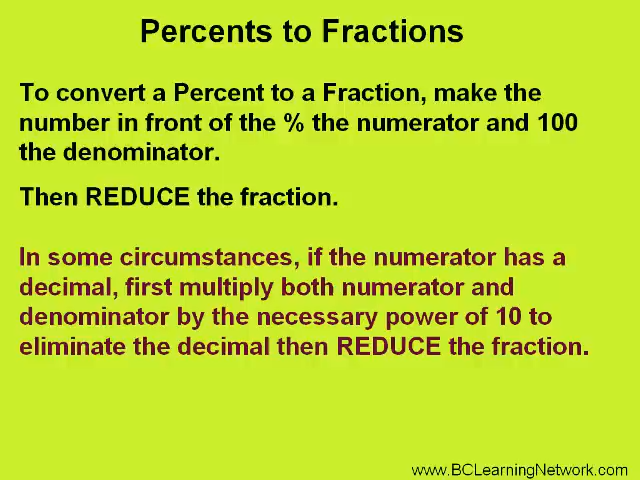 Percents to Fractions
To convert a Percent to a Fraction, make the
number in front of the % the numerator and 100
the denominator.
Then REDUCE the fraction.
In some circumstances, if the numerator has a
decimal, first multiply both numerator and
denominator by the necessary power of 10 to
eliminate the decimal then REDUCE the fraction.
www.BCLearningNetwork.com